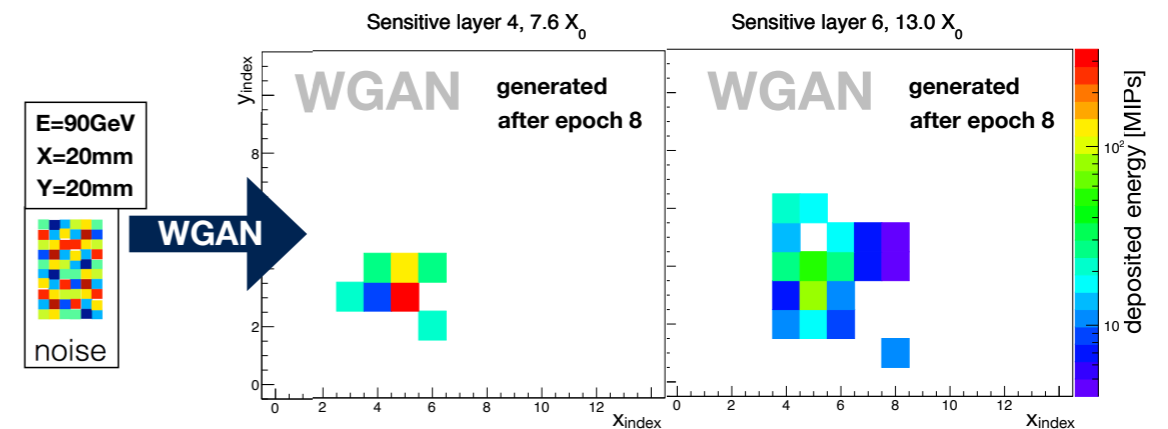 Sensitive layer 4, 7.6 X0
Sensitive layer 6, 13.0 X0
E=90GeV
X=20mm
Y=20mm
noise
WGAN
yindex
WGAN
generated
after epoch 8
8
2
0
0 2 4 6 8 10 12
xindex
WGAN
generated
after epoch 8
0 2 4 6 8 10 12
xindex
10²
10
deposited energy [MIPs]